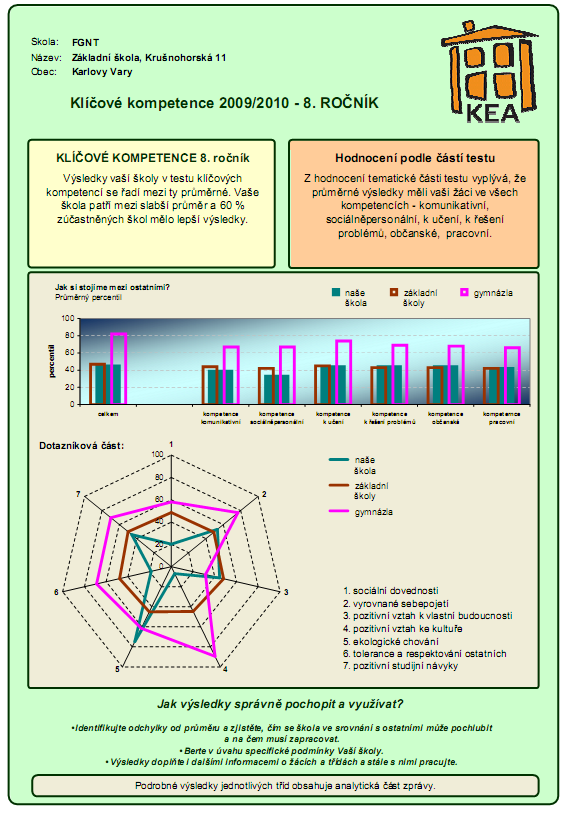 Škola: FGNT
Název: Základní škola, Krušnohorská 11
Obec: Karlovy Vary
KEA
Klíčové kompetence 2009/2010 - 8. ROČNÍK
KLÍČOVÉ KOMPETENCE 8. ročník
Výsledky vaší školy v testu klíčových
kompetencí se řadí mezi ty průměrné. Vaše
škola patří mezi slabší průměr a 60 %
zúčastněných škol mělo lepší výsledky.
Hodnocení podle částí testu
Z hodnocení tematické části testu vyplývá, že
průměrné výsledky měli vaši žáci ve všech
kompetencích - komunikativní,
sociálněpersonální, k učení, k řešení
problémů, občanské, pracovní.
Jak si stojíme mezi ostatními?
Průměrný percentil
naše
škola
základní
školy
gymnázia
percentil
100
80
60
40
20
0
celkem
kompetence
komunikativní
kompetence
sociálněpersonální
kompetence
k učení
kompetence
k řešení problémů
kompetence
občanské
kompetence
pracovní
Dotazníková část:
1
2
3
4
5
6
7
100
80
60
40
20
0
naše
škola
základní
školy
gymnázia
1. sociální dovednosti
2. vyrovnané sebepojetí
3. pozitivní vztah k vlastní budoucnosti
4. pozitivní vztah ke kultuře
5. ekologické chování
6. tolerance a respektování ostatních
7. pozitivní studijní návyky
Jak výsledky správně pochopit a využívat?
• Identifikujte odchylky od průměru a zjistěte, čím se škola ve srovnání s ostatními může pochlubit
a na čem musí zapracovat.
• Berte v úvahu specifické podmínky Vaší školy.
• Výsledky doplňte i dalšími informacemi o žácích a třídách a stále s nimi pracujte.
Podrobné výsledky jednotlivých tříd obsahuje analytická část zprávy.